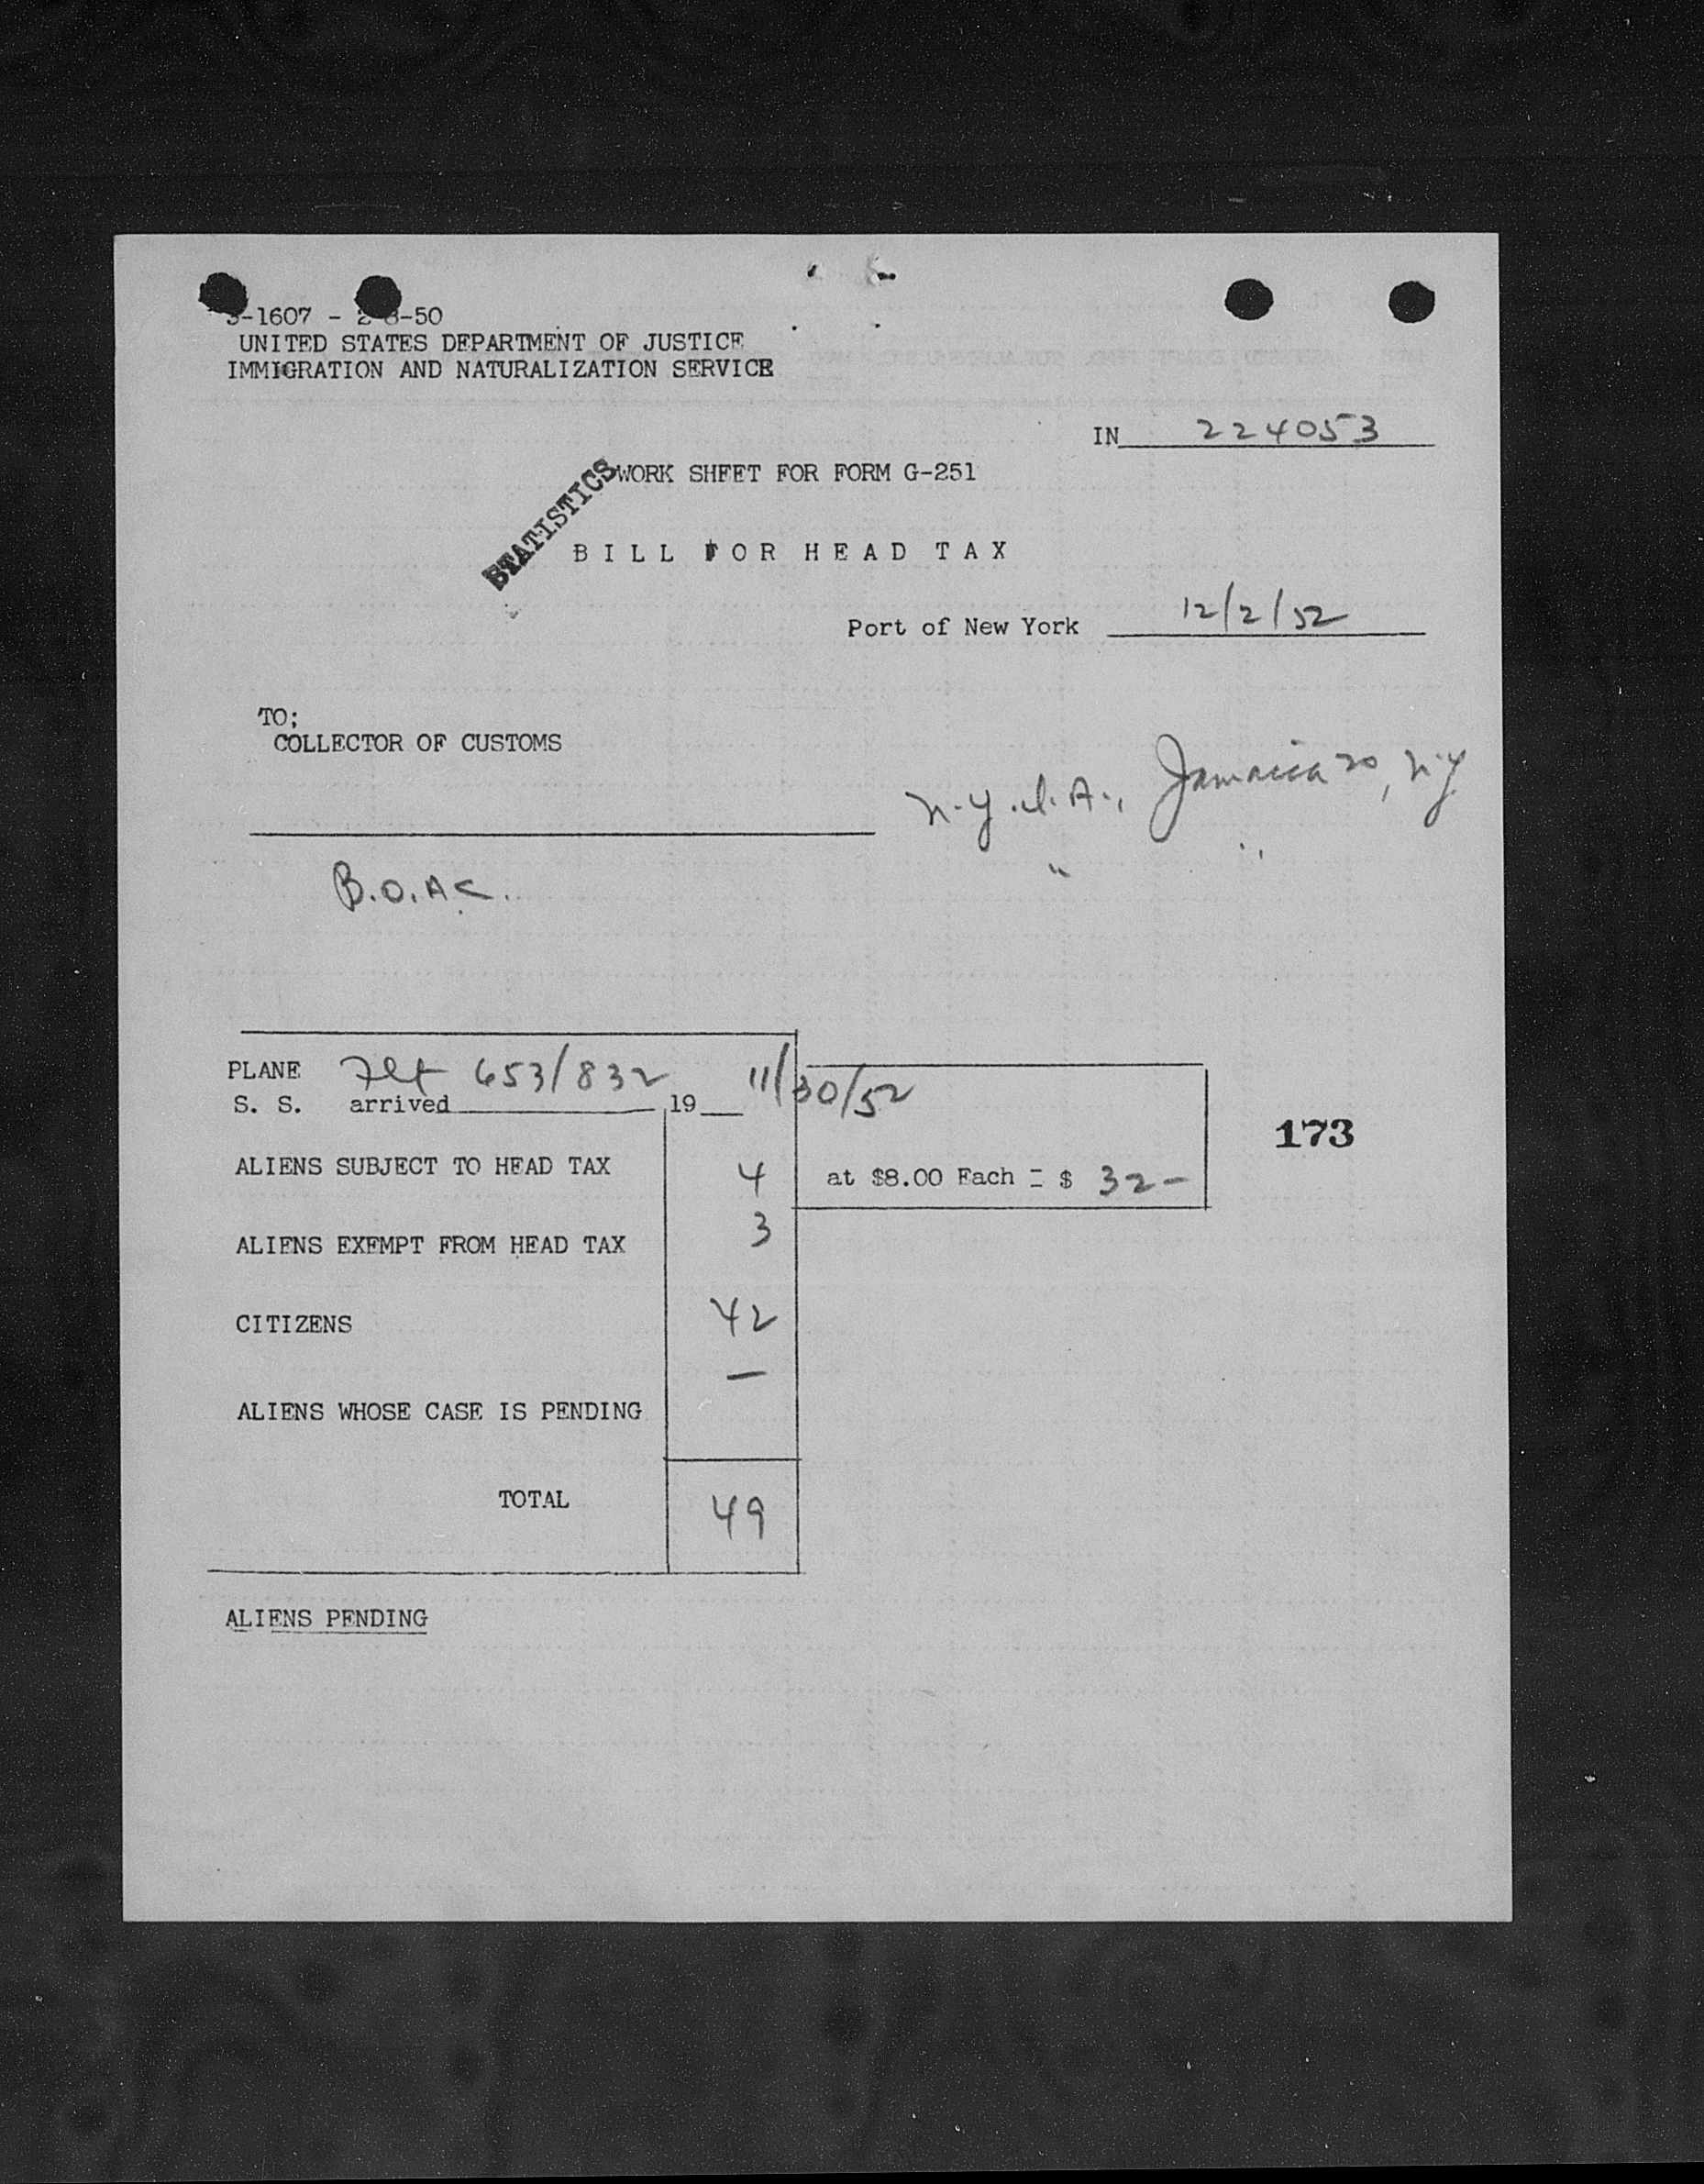 -1607 - 2 8-50
UNITED STATES DEPARTMENT OF JUSTICE
IMMIGRATION AND NATURALIZATION SERVICE
IN 224053
STATISTICS
WORK SHEET FOR FORM G-251
BILL FOR HEAD TAX
Port of New York 12/2/52
TO;
COLLECTOR OF CUSTOMS
N.Y.I.A., Jamaica 30, N.Y
" "
B.O.A.C.
PLANE Flt 653/832 11/30/52
S. S. arrived 19
173
ALIENS SUBJECT TO HEAD TAX 4 at $8.00 Each = $ 32-
ALIENS EXEMPT FROM HEAD TAX 3
CITIZENS 42
ALIENS WHOSE CASE IS PENDING —
TOTAL 49
ALIENS PENDING